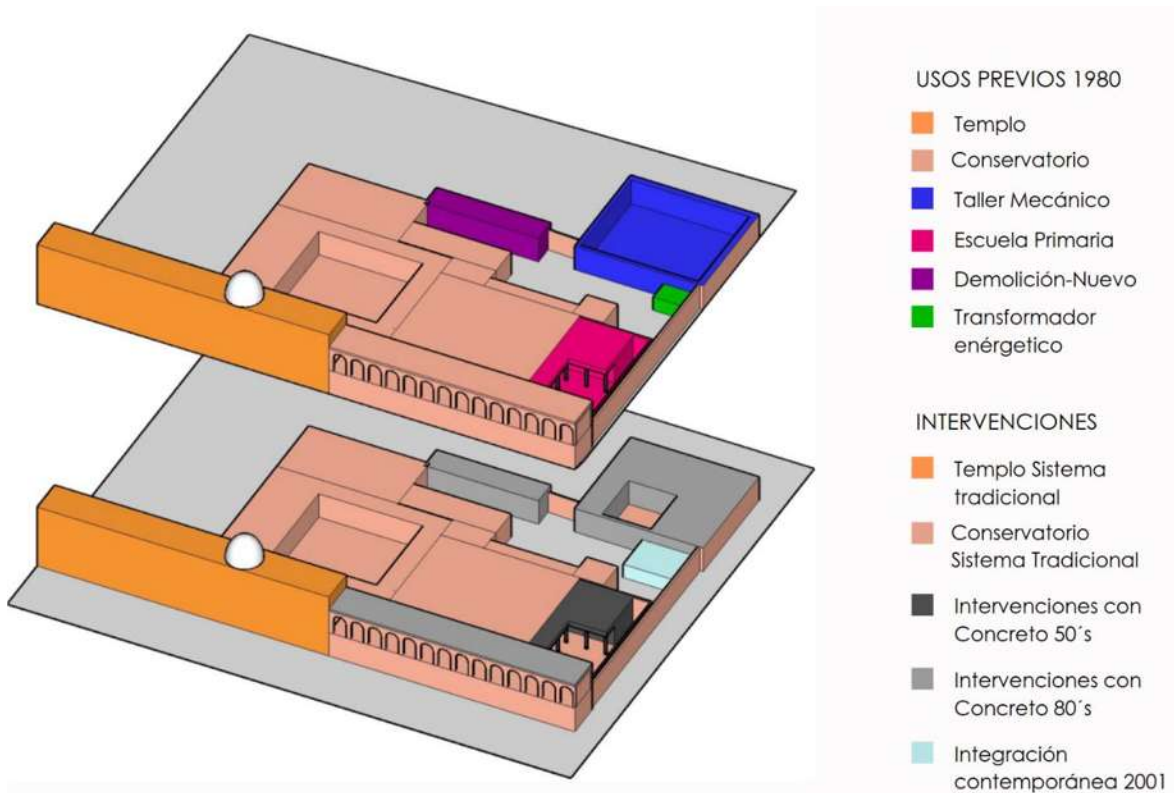 USOS PREVIOS 1980
Templo
Conservatorio
Taller Mecánico
Escuela Primaria
Demolición-Nuevo
Transformador
enérgetico
INTERVENCIONES
Templo Sistema
tradicional
Conservatorio
Sistema Tradicional
Intervenciones con
Concreto 50´s
Intervenciones con
Concreto 80´s
Integración
contemporánea 2001